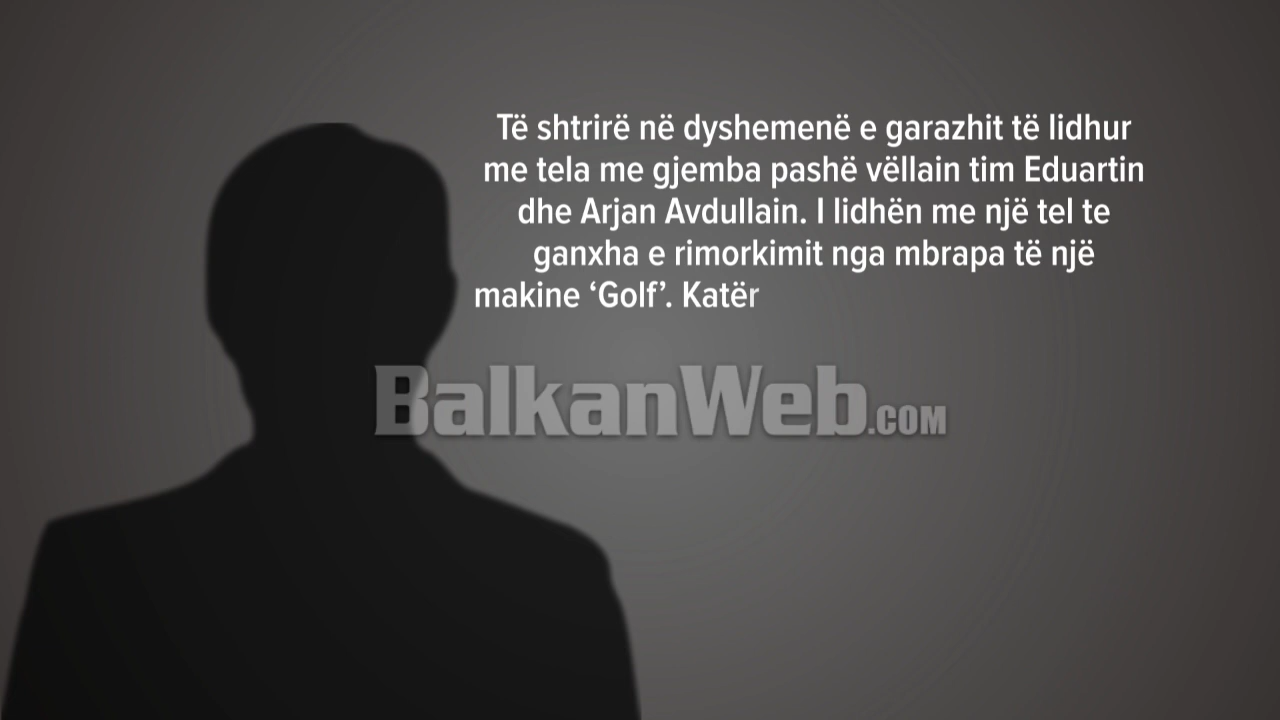 Të shtrirë në dyshemenë e garazhit të lidhur
me tela me gjemba pashë vëllain tim Eduartin
dhe Arjan Avdullain. I lidhën me një tel te
ganxha e rimorkimit nga mbrapa të një
makine ‘Golf’. Katër
BalkanWeb.COM